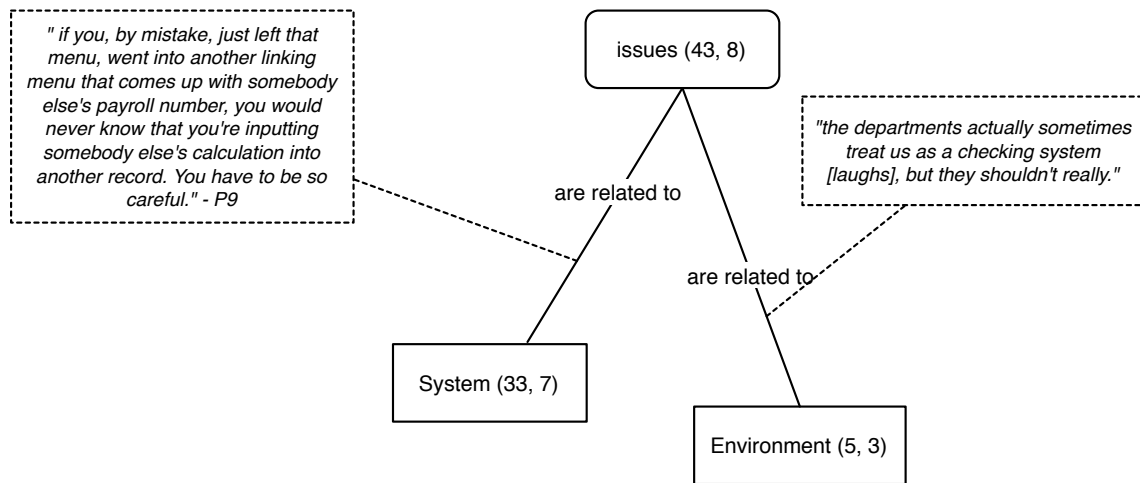 " if you, by mistake, just left that
menu, went into another linking
menu that comes up with somebody
else's payroll number, you would
never know that you're inputting
somebody else's calculation into
another record. You have to be so
careful." - P9
issues (43, 8)
"the departments actually sometimes
treat us as a checking system
[laughs], but they shouldn't really."
are related to
are related to
System (33, 7)
Environment (5, 3)